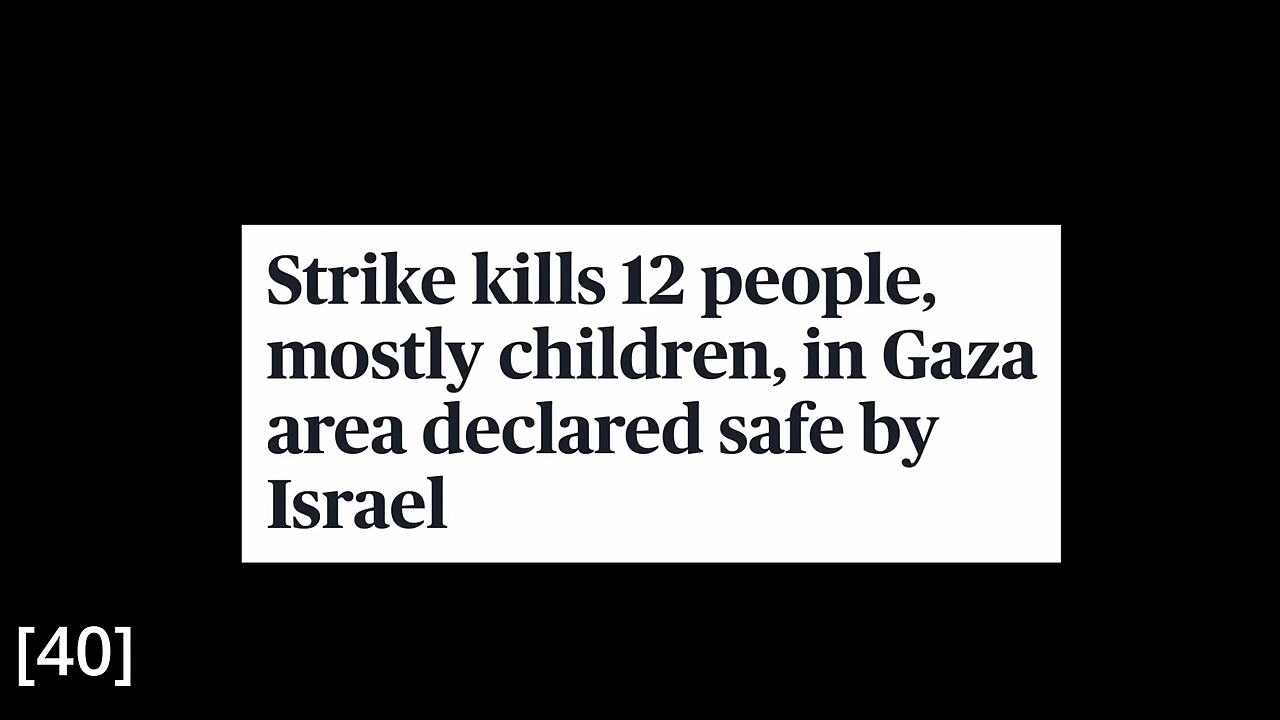 Strike kills 12 people,
mostly children, in Gaza
area declared safe by
Israel
[40]